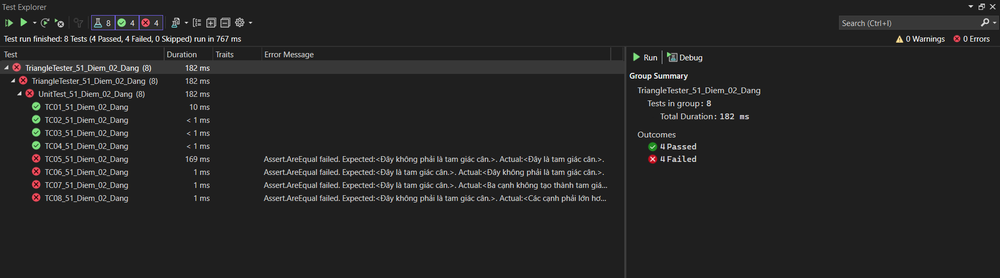 Test Explorer
8 4 4
Search (Ctrl+I)
Test run finished: 8 Tests (4 Passed, 4 Failed, 0 Skipped) run in 767 ms
0 Warnings 0 Errors
Test Duration Traits Error Message
TriangleTester_51_Diem_02_Dang (8) 182 ms
TriangleTester_51_Diem_02_Dang (8) 182 ms
UnitTest_51_Diem_02_Dang (8) 182 ms
TC01_51_Diem_02_Dang 10 ms
TC02_51_Diem_02_Dang < 1 ms
TC03_51_Diem_02_Dang < 1 ms
TC04_51_Diem_02_Dang < 1 ms
TC05_51_Diem_02_Dang 169 ms Assert.AreEqual failed. Expected:<Đây không phải là tam giác cân.>. Actual:<Đây là tam giác cân.>.
TC06_51_Diem_02_Dang 1 ms Assert.AreEqual failed. Expected:<Đây là tam giác cân.>. Actual:<Đây không phải là tam giác cân.>.
TC07_51_Diem_02_Dang 1 ms Assert.AreEqual failed. Expected:<Đây là tam giác cân.>. Actual:<Ba cạnh không tạo thành tam giá...
TC08_51_Diem_02_Dang 1 ms Assert.AreEqual failed. Expected:<Đây không phải là tam giác cân.>. Actual:<Các cạnh phải lớn hơ...
Run Debug
Group Summary
TriangleTester_51_Diem_02_Dang
Tests in group: 8
Total Duration: 182 ms
Outcomes
4 Passed
4 Failed